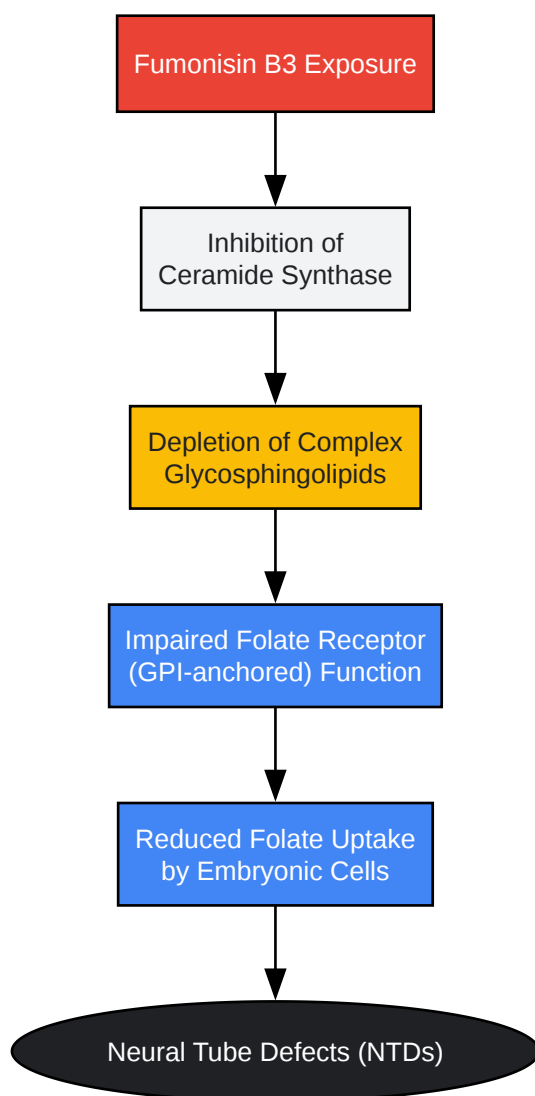 Fumonisin B3 Exposure
Inhibition of
Ceramide Synthase
Depletion of Complex
Glycosphingolipids
Impaired Folate Receptor
(GPI-anchored) Function
Reduced Folate Uptake
by Embryonic Cells
Neural Tube Defects (NTDs)